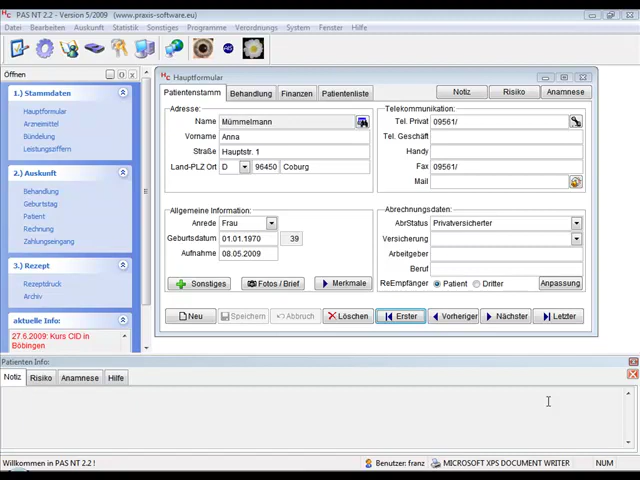 PAS NT 2.2 - Version 5/2009 (www.praxis-software.eu)
Datei Bearbeiten Auskunft Statistik Sonstiges Programme Verordnungs System Fenster Hilfe
Öffnen
1.) Stammdaten
Hauptformular
Arzneimittel
Bündelung
Leistungsziffern
2.) Auskunft
Behandlung
Geburtstag
Patient
Rechnung
Zahlungseingang
3.) Rezept
Rezeptdruck
Archiv
aktuelle Info:
27.6.2009: Kurs CID in
Böbingen
Hauptformular
Patientenstamm Behandlung Finanzen Patientenliste Notiz Risiko Anamnese
Adresse:
Name Mümmelmann
Vorname Anna
Straße Hauptstr. 1
Land-PLZ Ort D 96450 Coburg
Telekommunikation:
Tel. Privat 09561/
Tel. Geschäft
Handy
Fax 09561/
Mail
Allgemeine Information:
Anrede Frau
Geburtsdatum 01.01.1970 39
Aufnahme 08.05.2009
Sonstiges Fotos / Brief Merkmale
Abrechnungsdaten:
AbrStatus Privatversicherter
Versicherung
Arbeitgeber
Beruf
ReEmpfänger Patient Dritter Anpassung
Neu Speichern Abbruch Löschen Erster Vorheriger Nächster Letzter
Patienten Info:
Notiz Risiko Anamnese Hilfe
Willkommen in PAS NT 2.2 ! Benutzer: franz MICROSOFT XPS DOCUMENT WRITER NUM